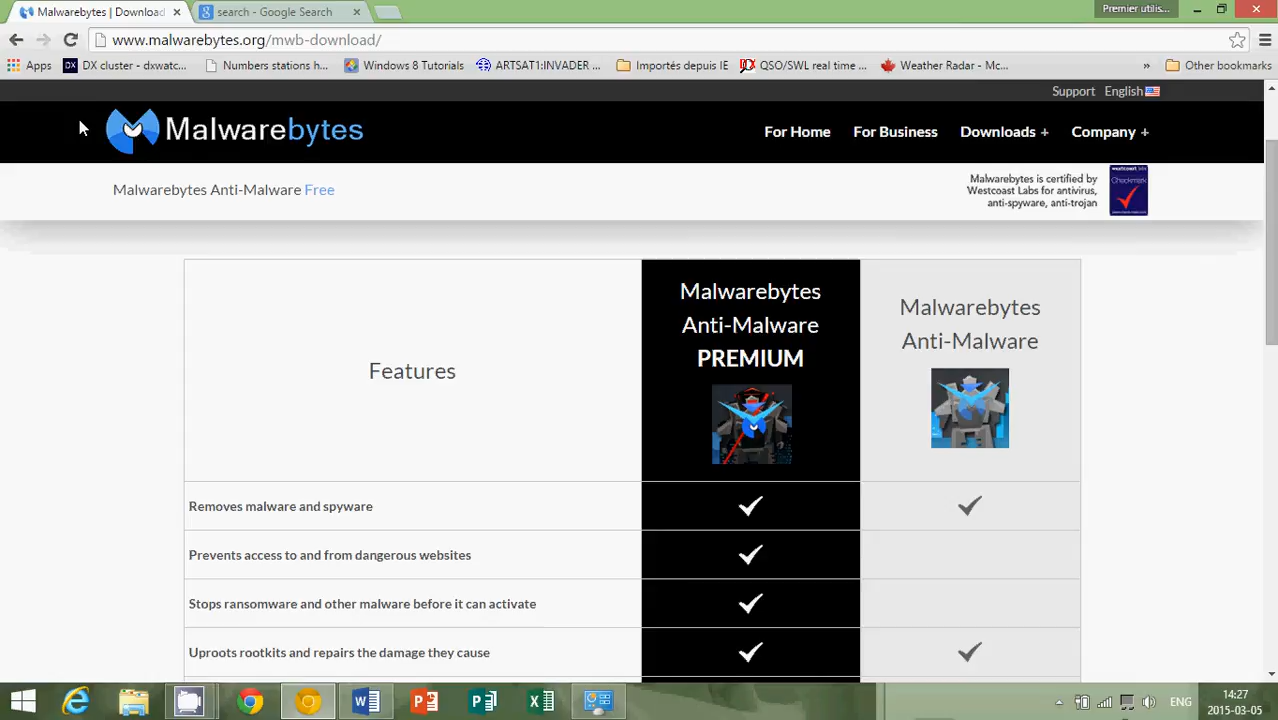 Malwarebytes | Download
search - Google Search
Premier utilis...
www.malwarebytes.org/mwb-download/
Apps
DX cluster - dxwatc...
Numbers stations h...
Windows 8 Tutorials
ARTSAT1:INVADER ...
Importés depuis IE
QSO/SWL real time ...
Weather Radar - Mc...
»
Other bookmarks
Support English
Malwarebytes
For Home For Business Downloads + Company +
Malwarebytes Anti-Malware Free
Malwarebytes is certified by
Westcoast Labs for antivirus,
anti-spyware, anti-trojan
westcoast labs
Checkmark
Features
Malwarebytes
Anti-Malware
PREMIUM
Malwarebytes
Anti-Malware
Removes malware and spyware
Prevents access to and from dangerous websites
Stops ransomware and other malware before it can activate
Uproots rootkits and repairs the damage they cause
ENG
14:27
2015-03-05